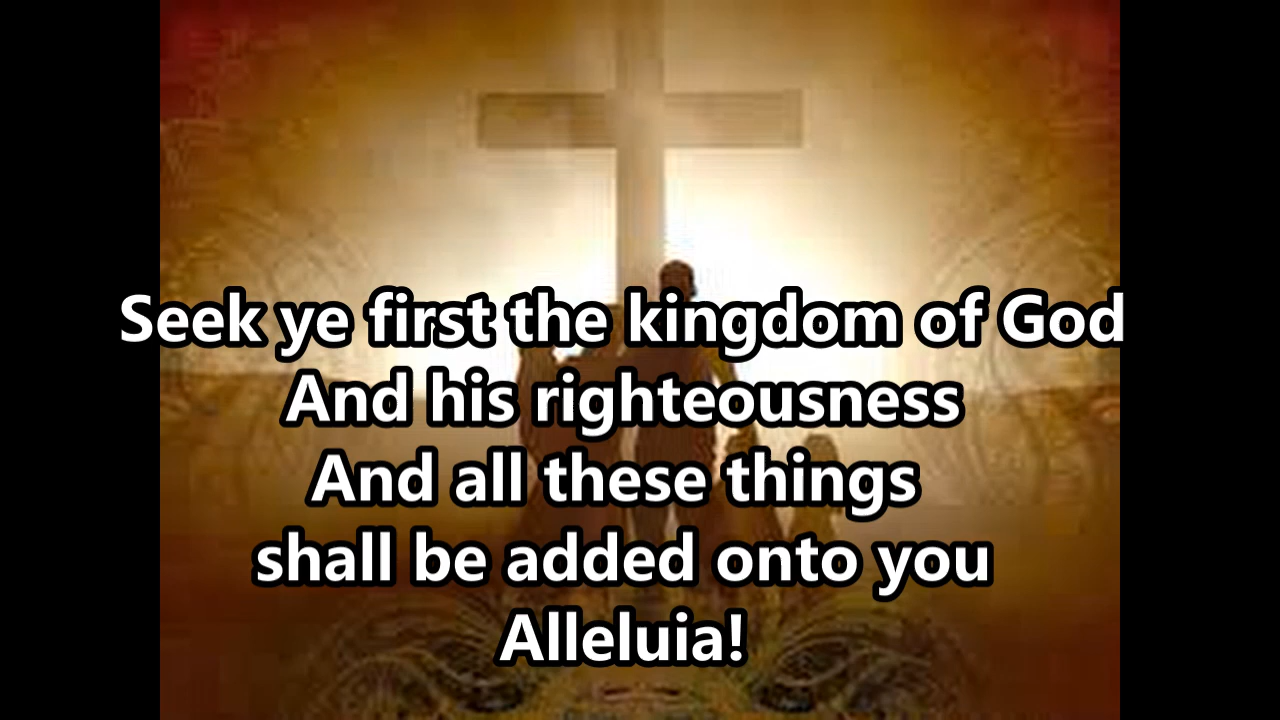 Seek ye first the kingdom of God
And his righteousness
And all these things
shall be added onto you
Alleluia!